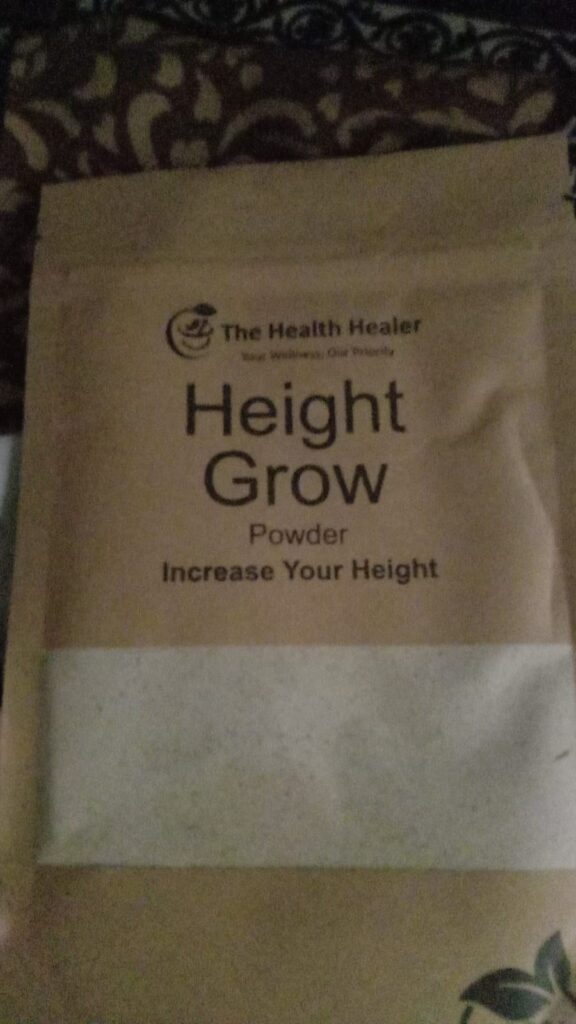 The Health Healer
Your Wellness, Our Priority
Height
Grow
Powder
Increase Your Height